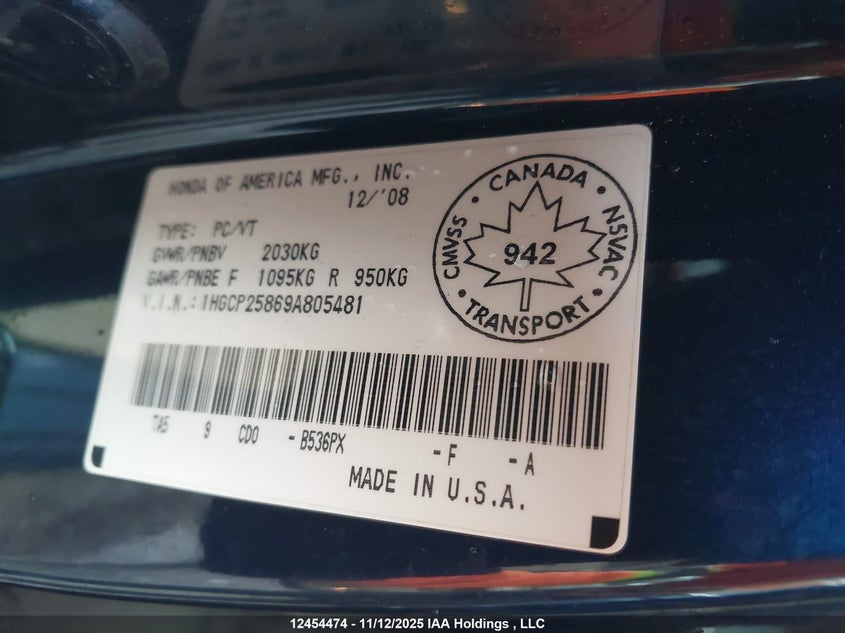 HONDA OF AMERICA MFG., INC.
12/'08
TYPE: PC/VT
GVWR/PNBV 2030KG
GAWR/PNBE F 1095KG R 950KG
V.I.N.: 1HGCP25869A805481
CANADA • NSVAC • TRANSPORT • CMVSS •
942
TA5 9 CDO - B536PX - F - A
MADE IN U.S.A.
12454474 - 11/12/2025 IAA Holdings , LLC